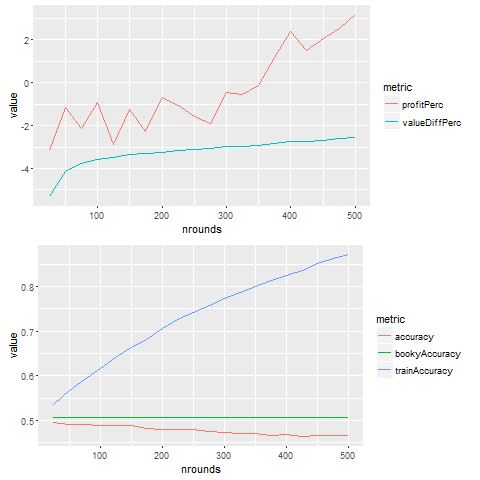 2
0
-2
-4
value
100
200
300
400
500
nrounds
metric
profitPerc
valueDiffPerc
0.8
0.7
0.6
0.5
value
100
200
300
400
500
nrounds
metric
accuracy
bookyAccuracy
trainAccuracy